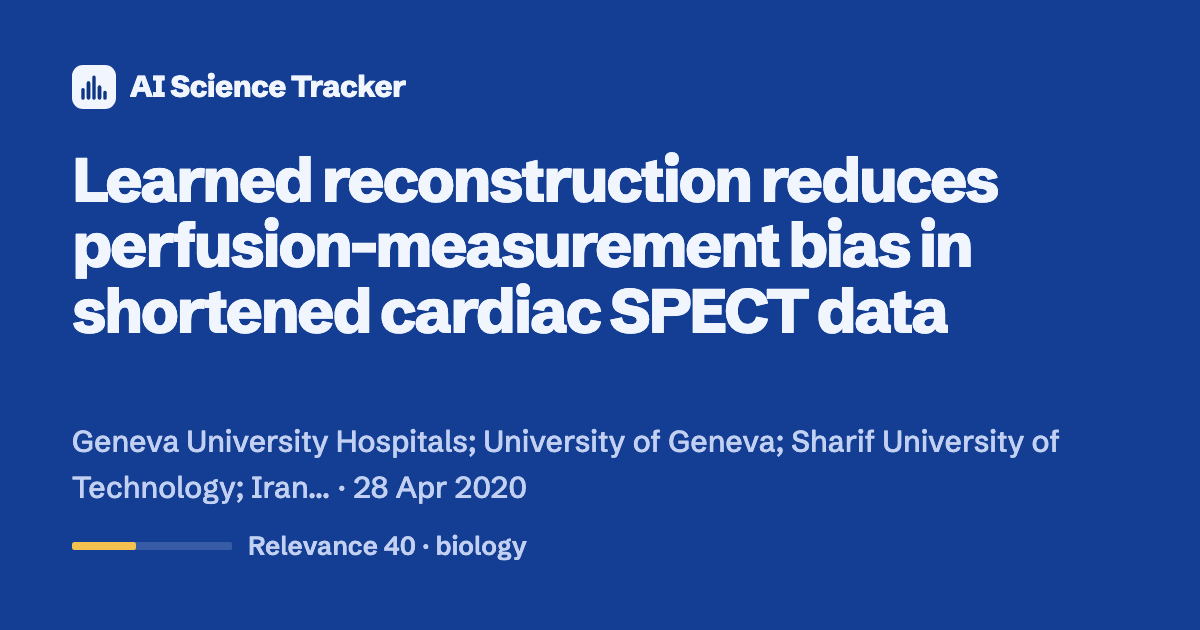 AI Science Tracker
Learned reconstruction reduces
perfusion-measurement bias in
shortened cardiac SPECT data
Geneva University Hospitals; University of Geneva; Sharif University of
Technology; Iran... · 28 Apr 2020
Relevance 40 · biology